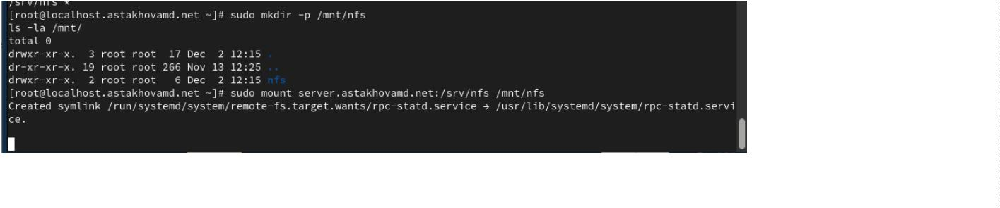 /srv/nfs *
[root@localhost.astakhovamd.net ~]# sudo mkdir -p /mnt/nfs
ls -la /mnt/
total 0
drwxr-xr-x.  3 root root  17 Dec  2 12:15 .
dr-xr-xr-x. 19 root root 266 Nov 13 12:25 ..
drwxr-xr-x.  2 root root   6 Dec  2 12:15 nfs
[root@localhost.astakhovamd.net ~]# sudo mount server.astakhovamd.net:/srv/nfs /mnt/nfs
Created symlink /run/systemd/system/remote-fs.target.wants/rpc-statd.service → /usr/lib/systemd/system/rpc-statd.servi
ce.